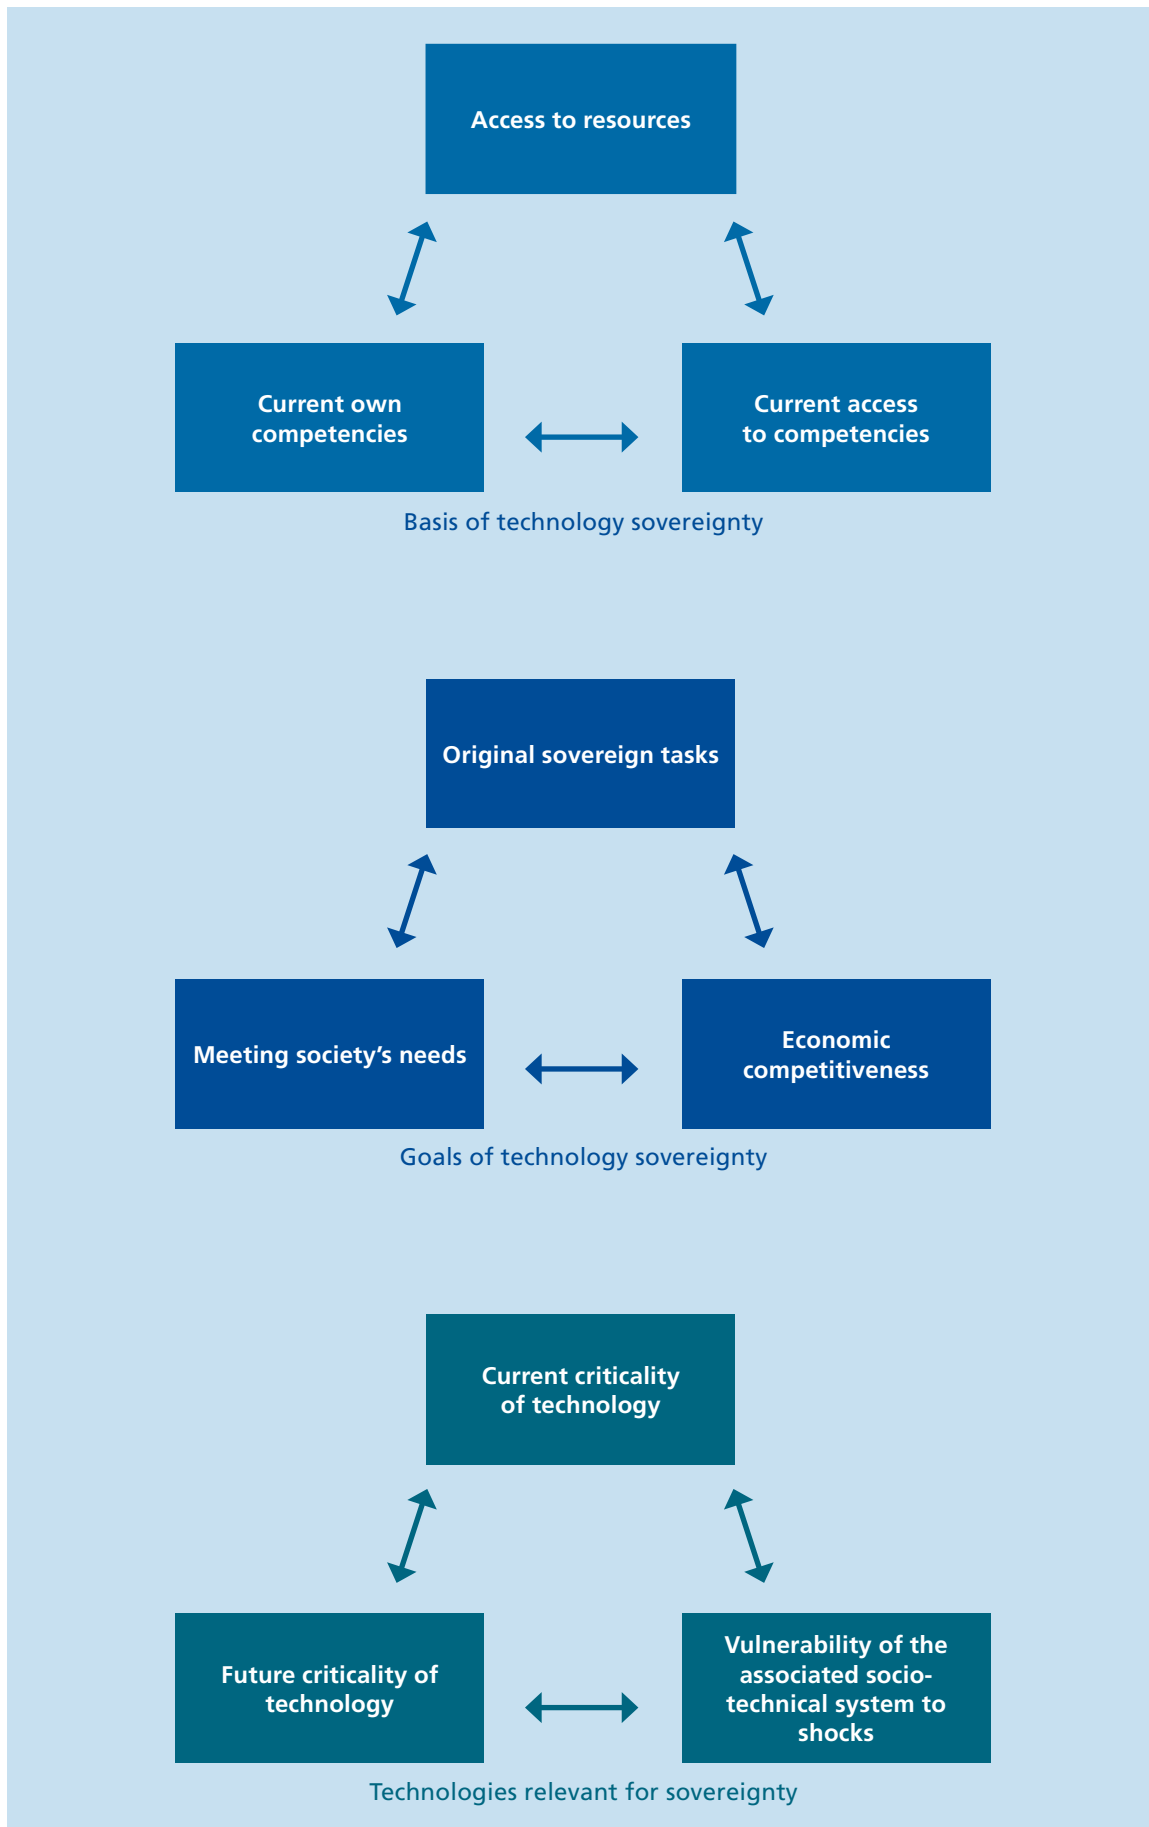 Access to resources
Current own
competencies
Current access
to competencies
Basis of technology sovereignty
Original sovereign tasks
Meeting society’s needs
Economic
competitiveness
Goals of technology sovereignty
Current criticality
of technology
Future criticality of
technology
Vulnerability of the
associated socio-
technical system to
shocks
Technologies relevant for sovereignty